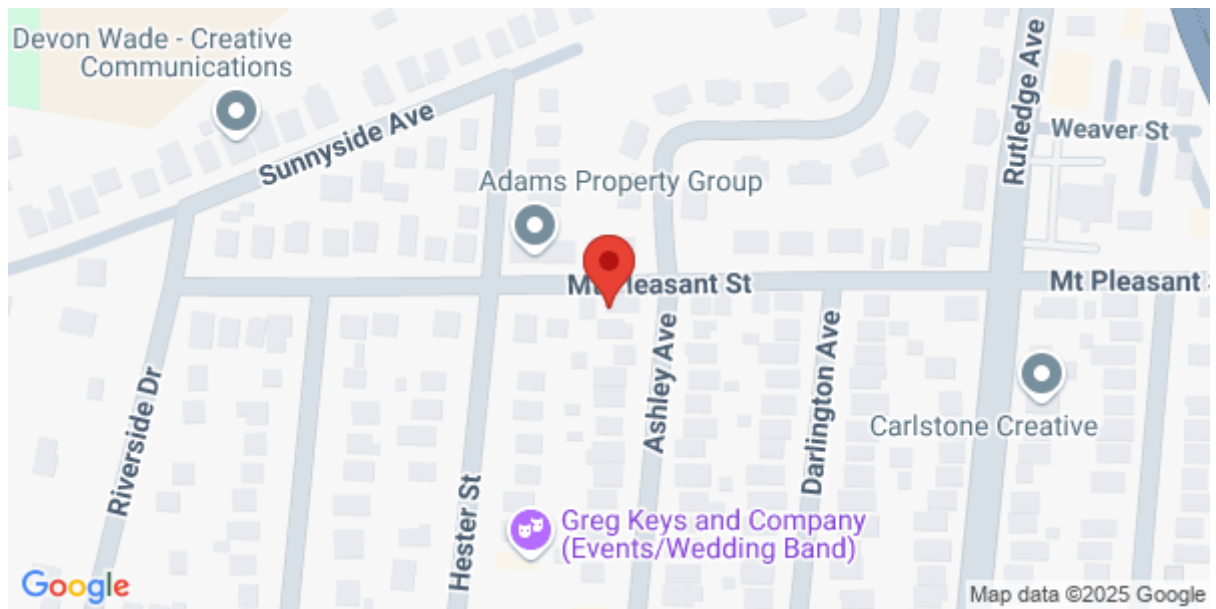 Devon Wade - Creative
Communications
Sunnyside Ave
Rutledge Ave
Weaver St
Adams Property Group
Mt Pleasant St
Mt Pleasant S
Riverside Dr
Ashley Ave
Darlington Ave
Carlstone Creative
Hester St
Greg Keys and Company
(Events/Wedding Band)
Google
Map data ©2025 Google